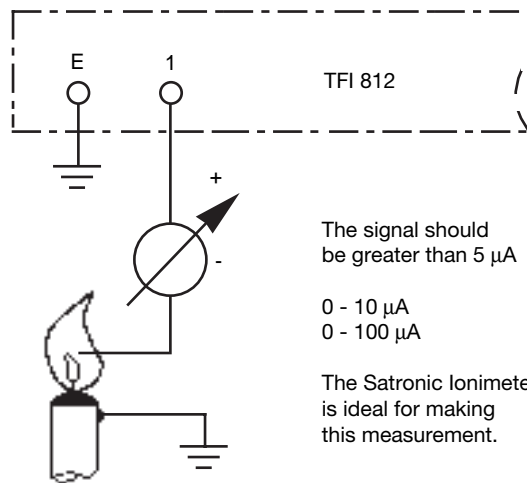 E 1 TFI 812
+
-
The signal should
be greater than 5 µA
0 - 10 µA
0 - 100 µA
The Satronic Ionimete
is ideal for making
this measurement.